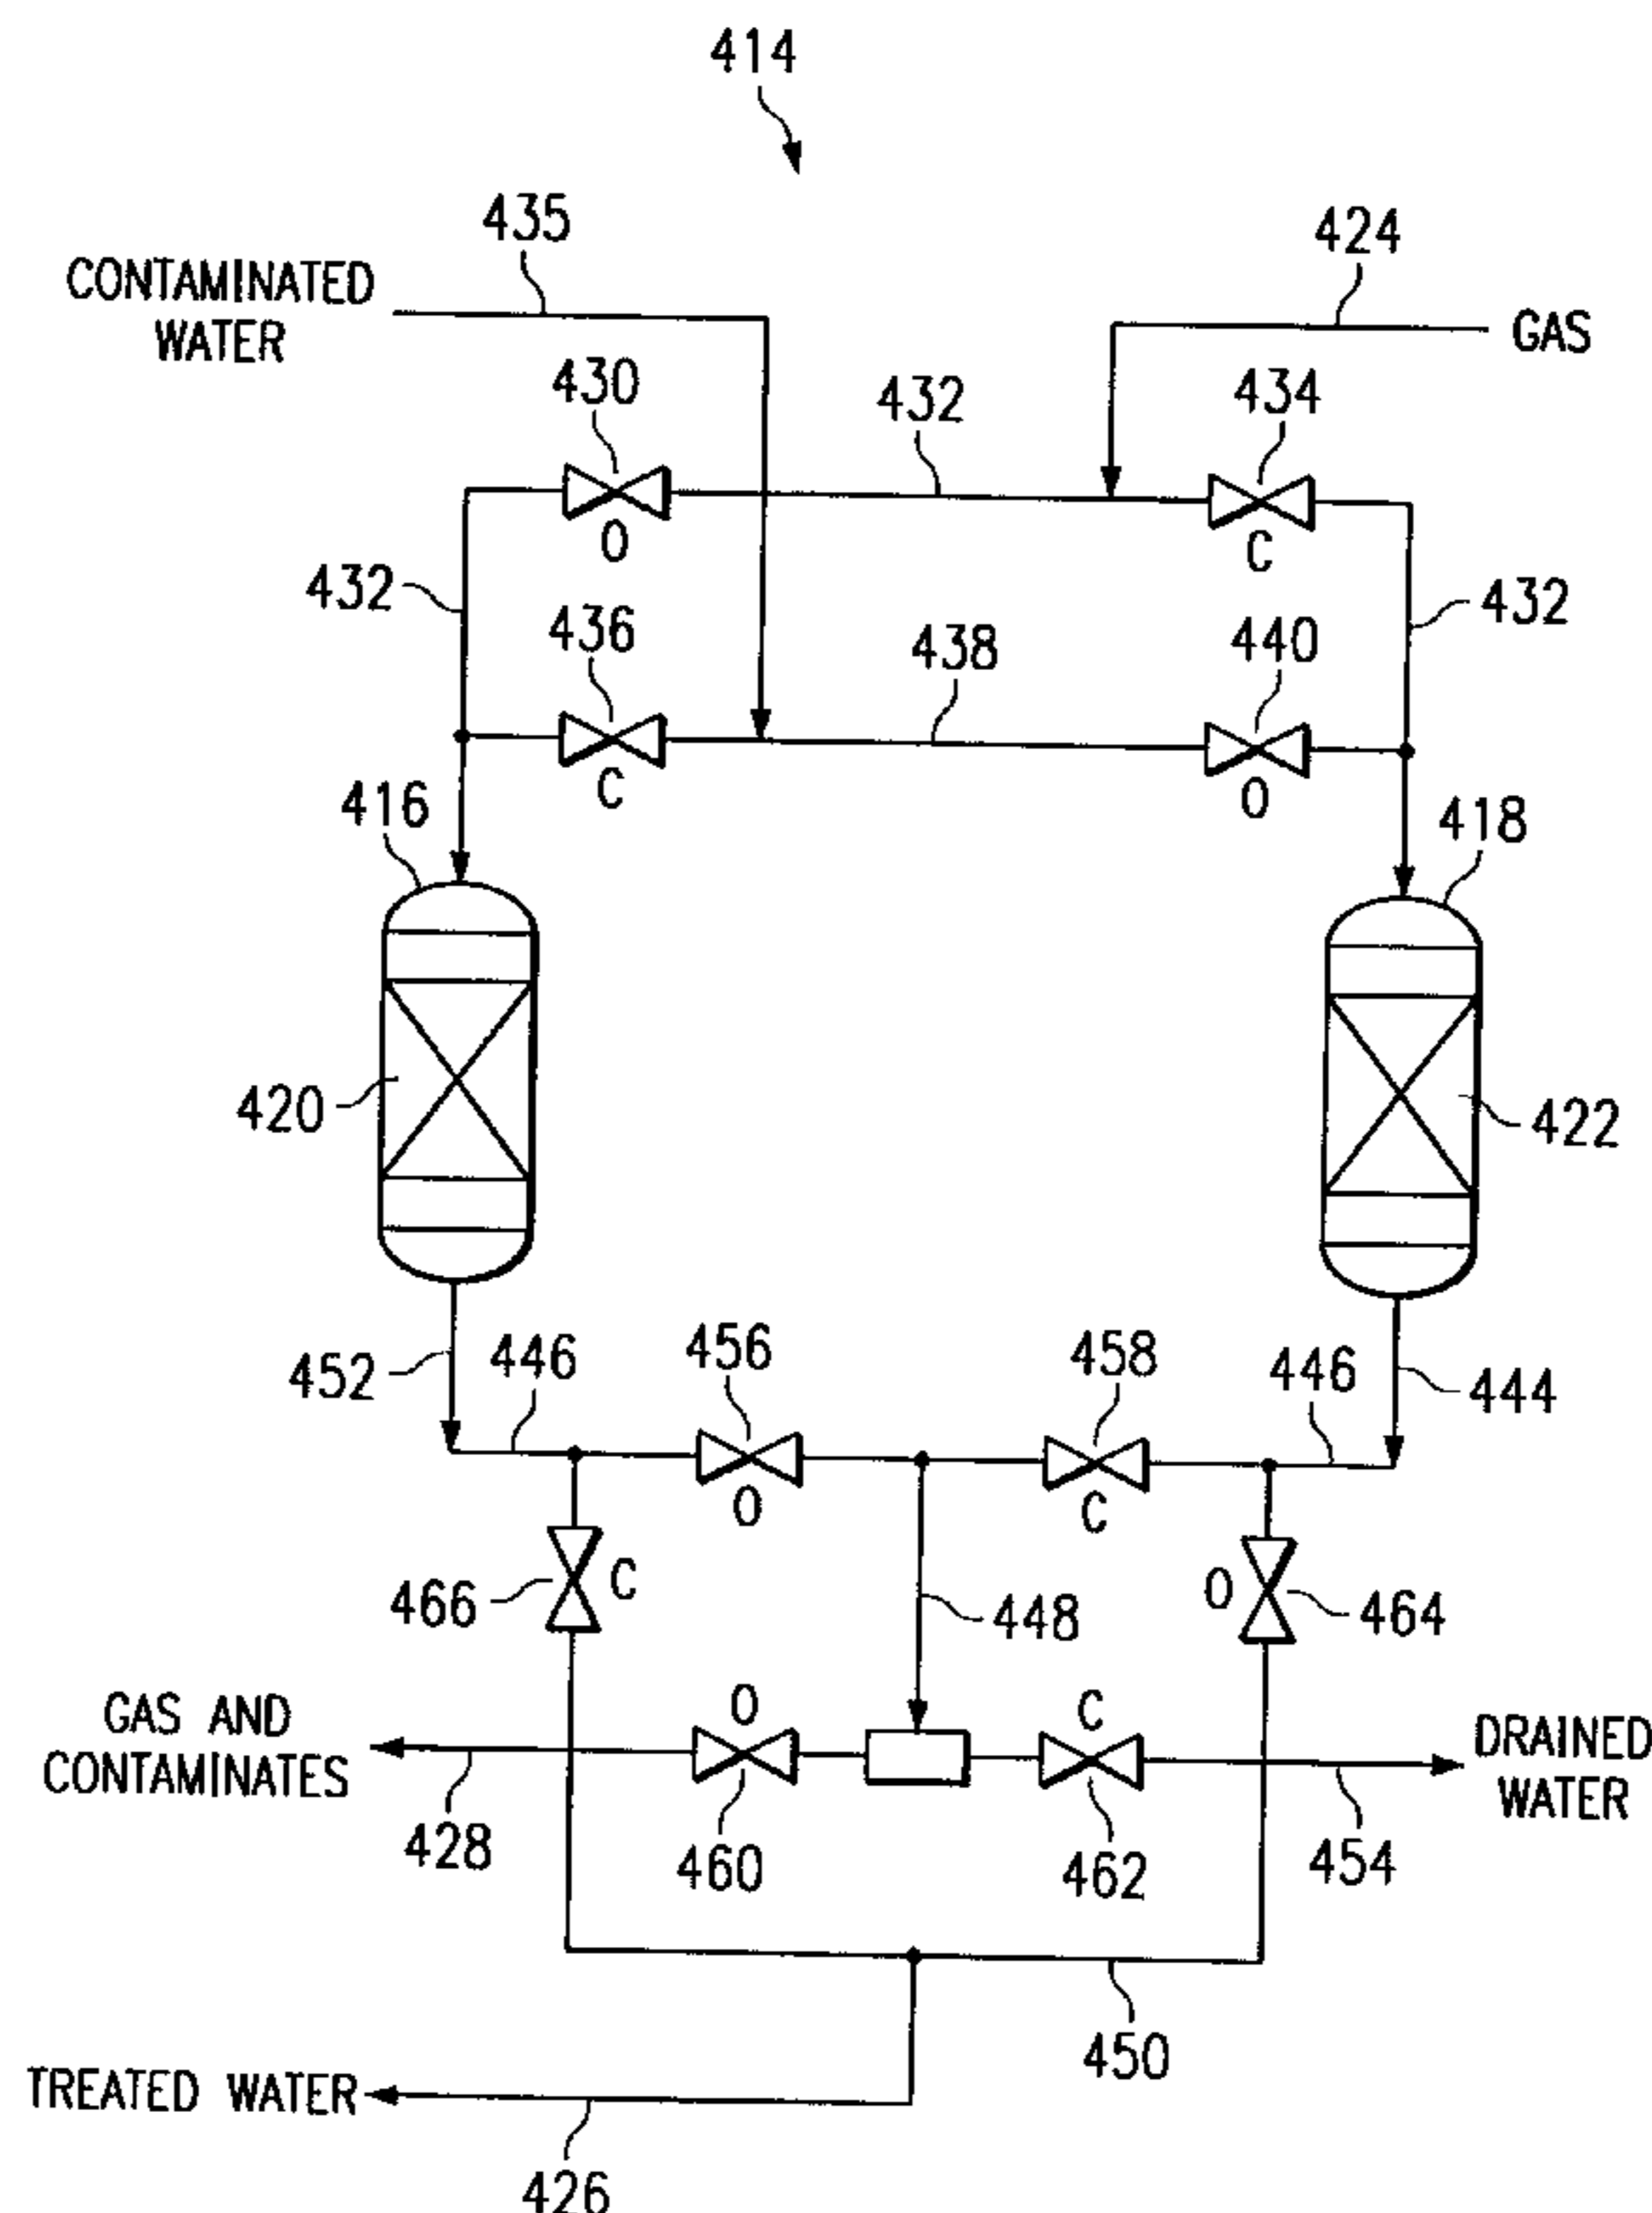 414
435
424
CONTAMINATED
WATER
GAS
430
432
434
O
C
432
432
436
438
440
C
O
416
418
420
422
452
446
456
458
446
444
O
C
466
C
O
464
448
GAS AND
CONTAMINATES
O
C
DRAINED
WATER
428
460
462
454
450
TREATED WATER
426